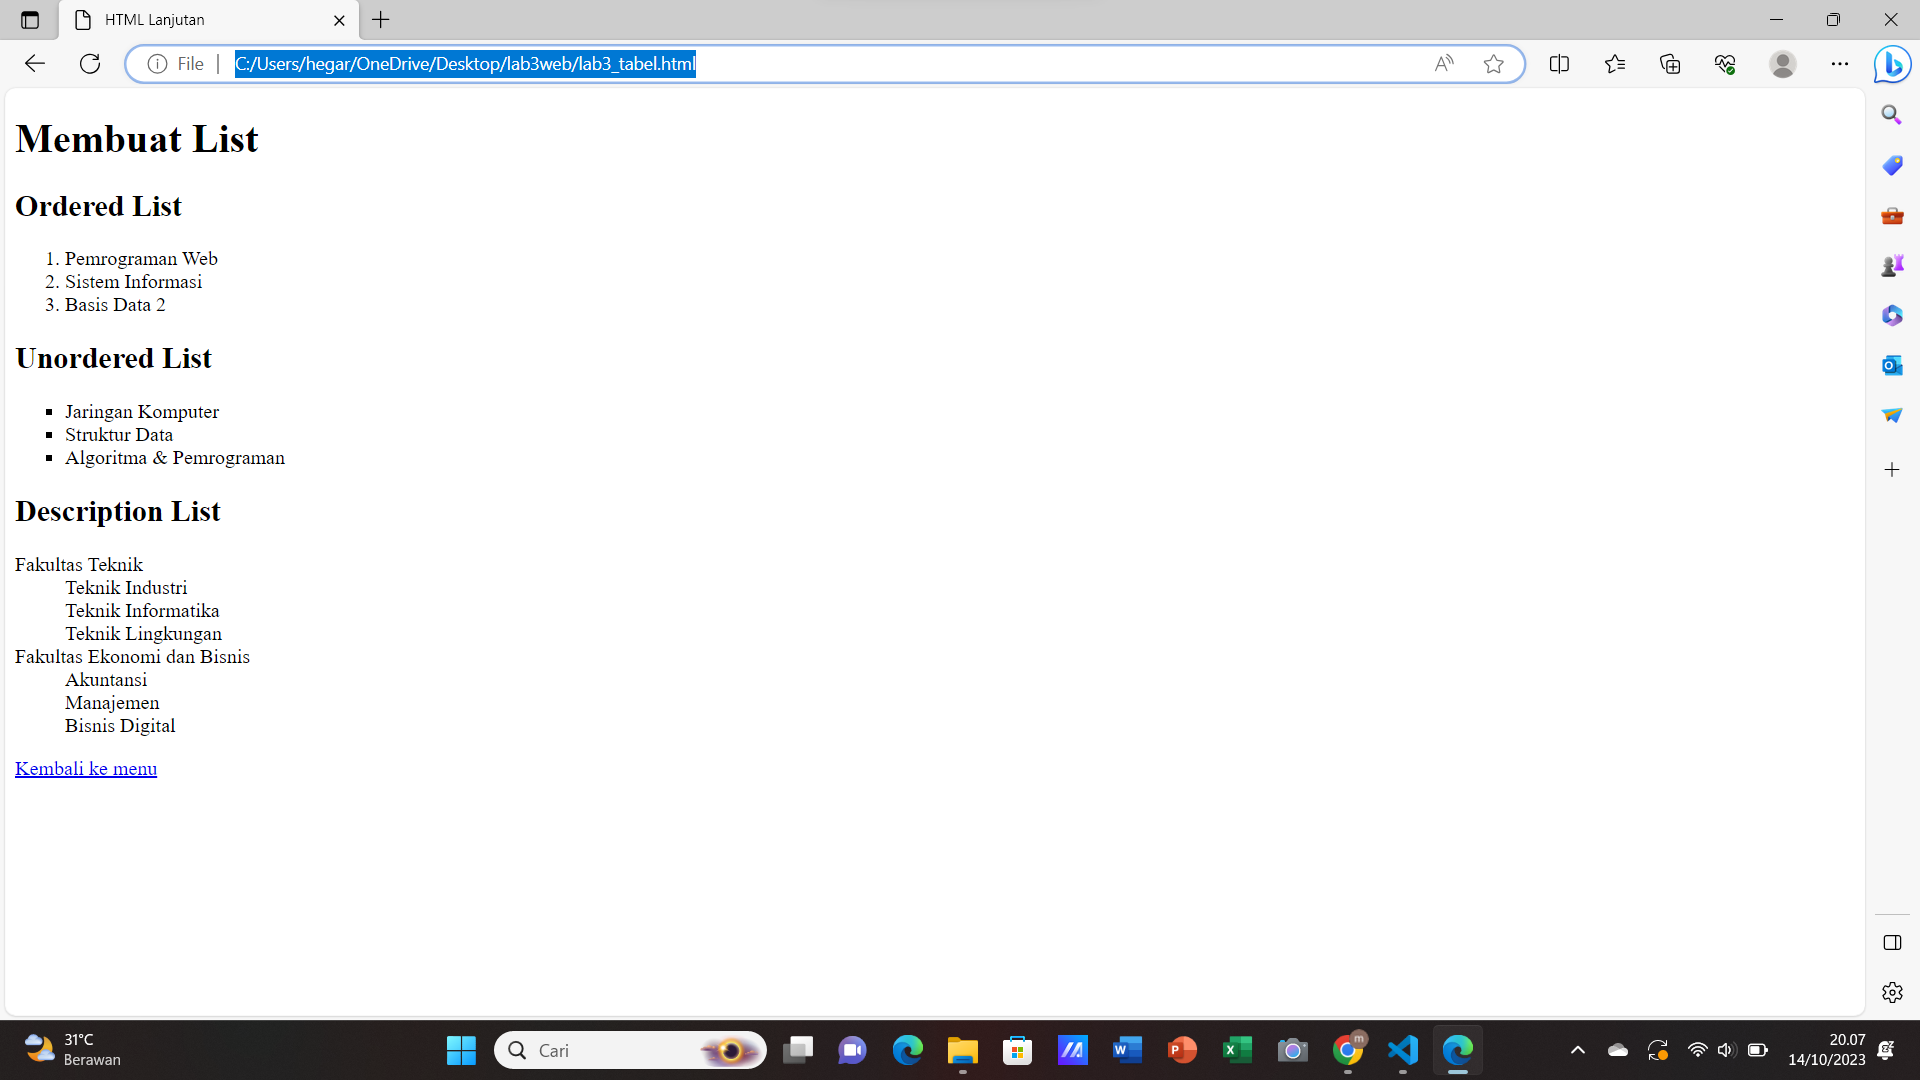 HTML Lanjutan
File
C:/Users/hegar/OneDrive/Desktop/lab3web/lab3_tabel.html
Membuat List
Ordered List
1. Pemrograman Web
2. Sistem Informasi
3. Basis Data 2
Unordered List
Jaringan Komputer
Struktur Data
Algoritma & Pemrograman
Description List
Fakultas Teknik
Teknik Industri
Teknik Informatika
Teknik Lingkungan
Fakultas Ekonomi dan Bisnis
Akuntansi
Manajemen
Bisnis Digital
Kembali ke menu
31°C
Berawan
Cari
20.07
14/10/2023